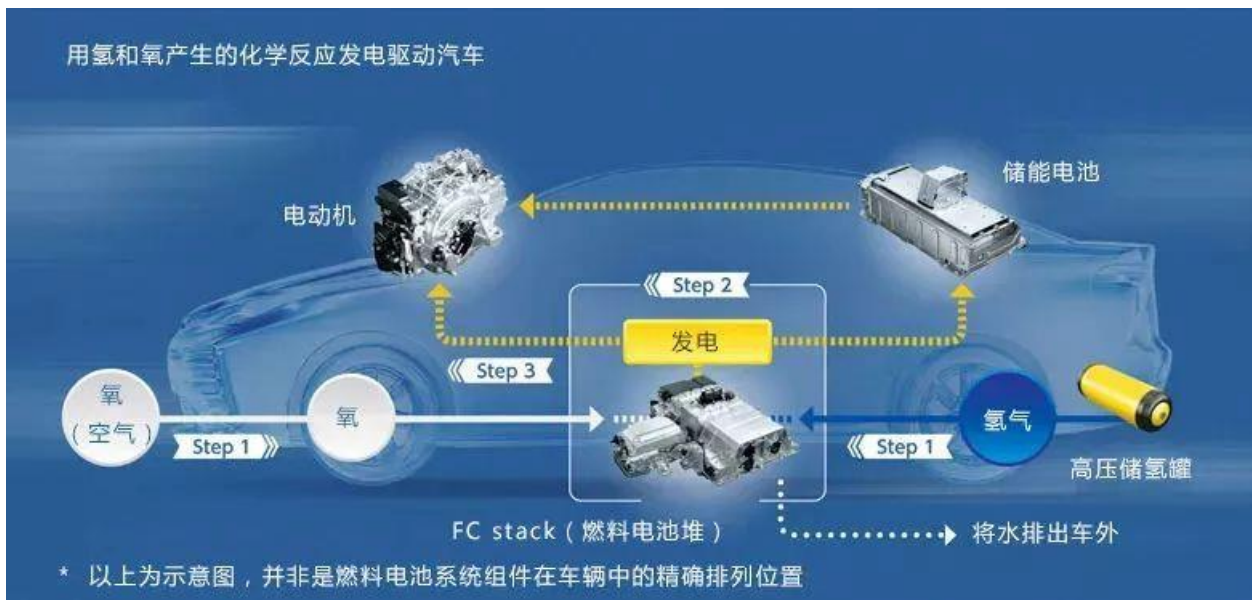 用氢和氧产生的化学反应发电驱动汽车
储能电池
电动机
Step 2
发电
Step 3
氧
（空气）
Step 1
氧
氢气
Step 1
高压储氢罐
FC stack（燃料电池堆）
将水排出车外
* 以上为示意图，并非是燃料电池系统组件在车辆中的精确排列位置